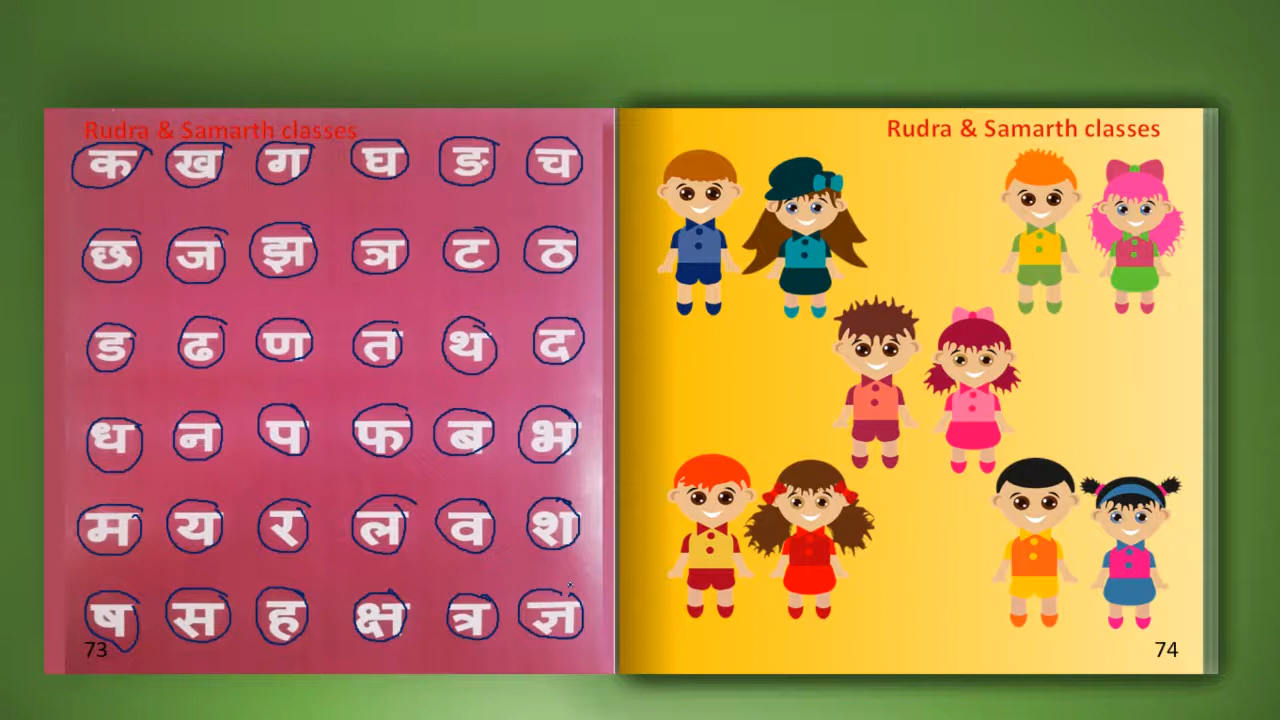 Rudra & Samarth classes
क ख ग घ ङ च
छ ज झ ञ ट ठ
ड ढ ण त थ द
ध न प फ ब भ
म य र ल व श
ष स ह क्ष त्र ज्ञ
73
Rudra & Samarth classes
74